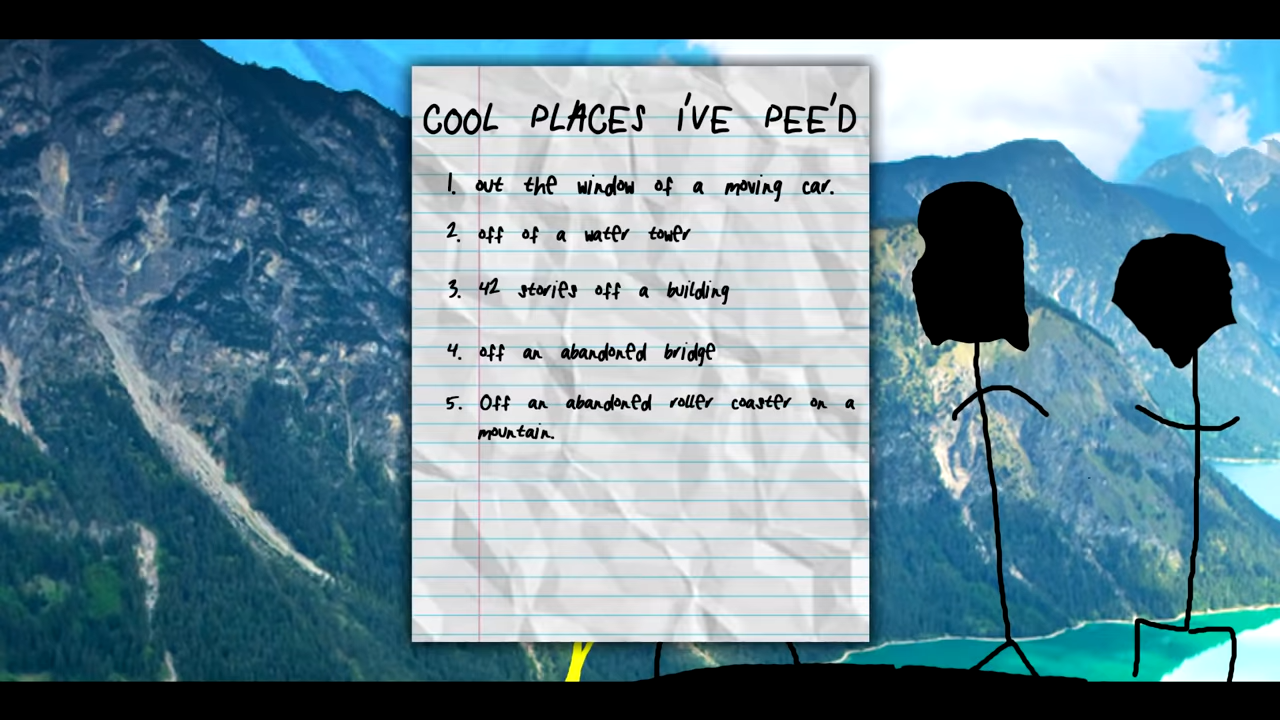 COOL PLACES I'VE PEE'D
1. out the window of a moving car.
2. off of a water tower
3. 42 stories off a building
4. off an abandoned bridge
5. Off an abandoned roller coaster on a
mountain.